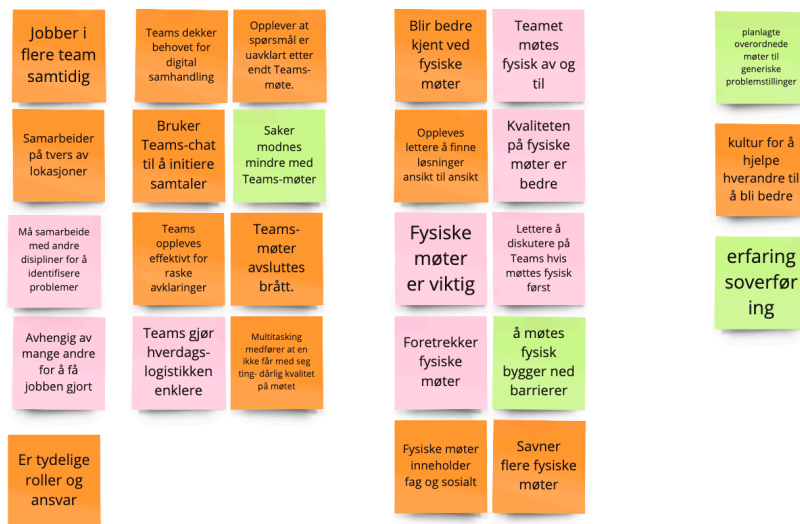 Jobber i
flere team
samtidig
Samarbeider
på tvers av
lokasjoner
Må samarbeide
med andre
disipliner for å
identifisere
problemer
Avhengig av
mange andre
for å få
jobben gjort
Er tydelige
roller og
ansvar
Teams dekker
behovet for
digital
samhandling
Opplever at
spørsmål er
uavklart etter
endt Teams-
møte.
Bruker
Teams-chat
til å initiere
samtaler
Saker
modnes
mindre med
Teams-møter
Teams
oppleves
effektivt for
raske
avklaringer
Teams-
møter
avsluttes
brått.
Teams gjør
hverdags-
logistikken
enklere
Multitasking
medfører at en
ikke får med seg
ting- dårlig kvalitet
på møtet
Blir bedre
kjent ved
fysiske
møter
Teamet
møtes
fysisk av og
til
Oppleves
lettere å finne
løsninger
ansikt til ansikt
Kvaliteten
på fysiske
møter er
bedre
Fysiske
møter
er viktig
Lettere å
diskutere på
Teams hvis
møttes fysisk
først
Foretrekker
fysiske
møter
å møtes
fysisk
bygger ned
barrierer
Fysiske møter
inneholder
fag og sosialt
Savner
flere fysiske
møter
planlagte
overordnede
møter til
generiske
problemstillinger
kultur for å
hjelpe
hverandre til
å bli bedre
erfaring
soverfør
ing